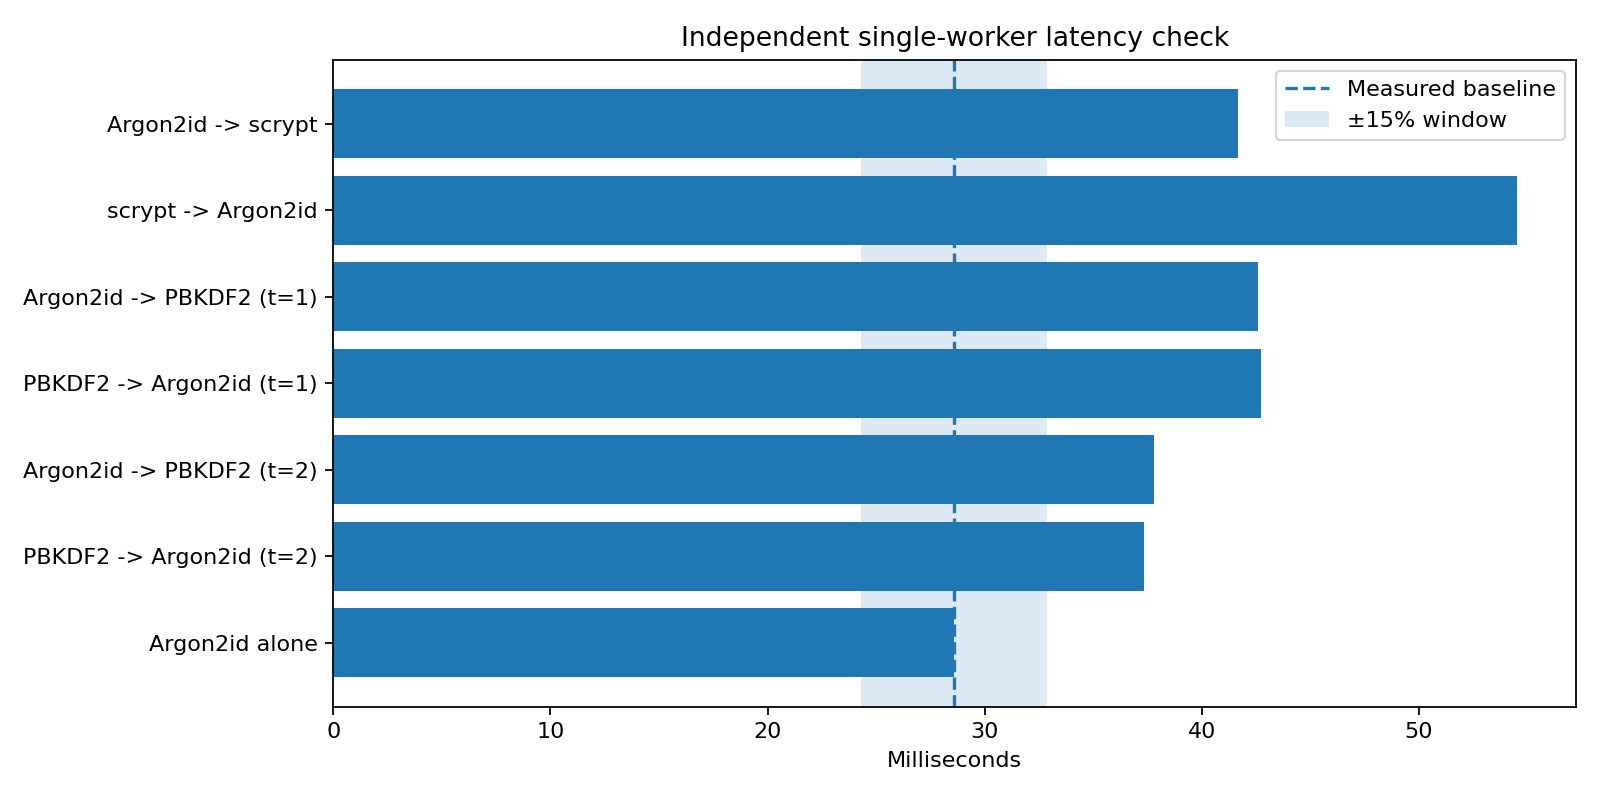 Independent single-worker latency check
Measured baseline
±15% window
Argon2id -> scrypt
scrypt -> Argon2id
Argon2id -> PBKDF2 (t=1)
PBKDF2 -> Argon2id (t=1)
Argon2id -> PBKDF2 (t=2)
PBKDF2 -> Argon2id (t=2)
Argon2id alone
0 10 20 30 40 50
Milliseconds